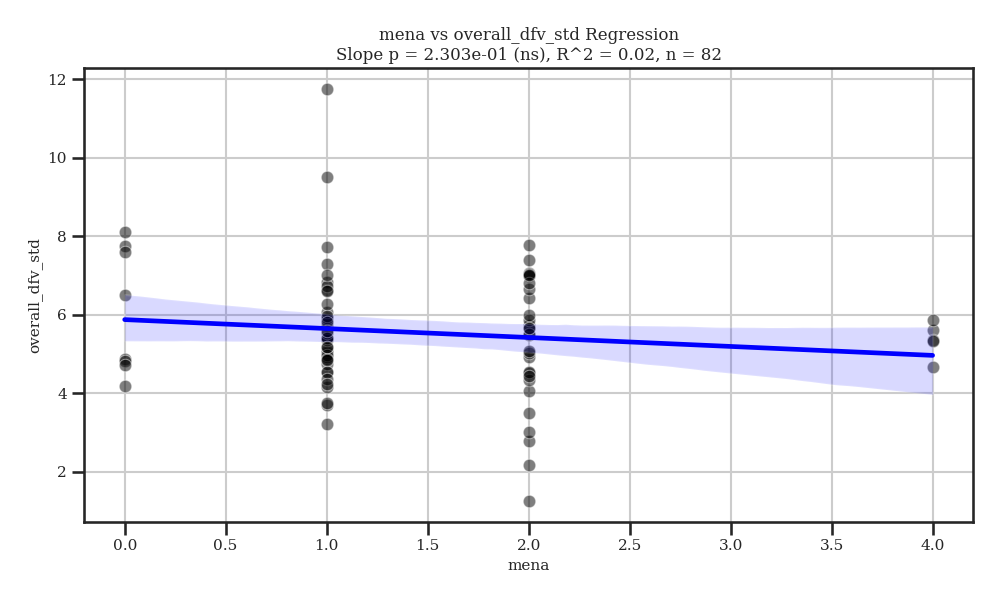 mena vs overall_dfv_std Regression
Slope p = 2.303e-01 (ns), R^2 = 0.02, n = 82
12
10
8
6
4
2
overall_dfv_std
0.0 0.5 1.0 1.5 2.0 2.5 3.0 3.5 4.0
mena